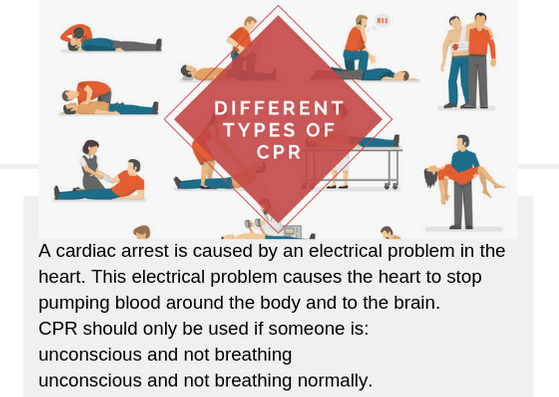 911
DIFFERENT
TYPES OF
CPR
A cardiac arrest is caused by an electrical problem in the
heart. This electrical problem causes the heart to stop
pumping blood around the body and to the brain.
CPR should only be used if someone is:
unconscious and not breathing
unconscious and not breathing normally.